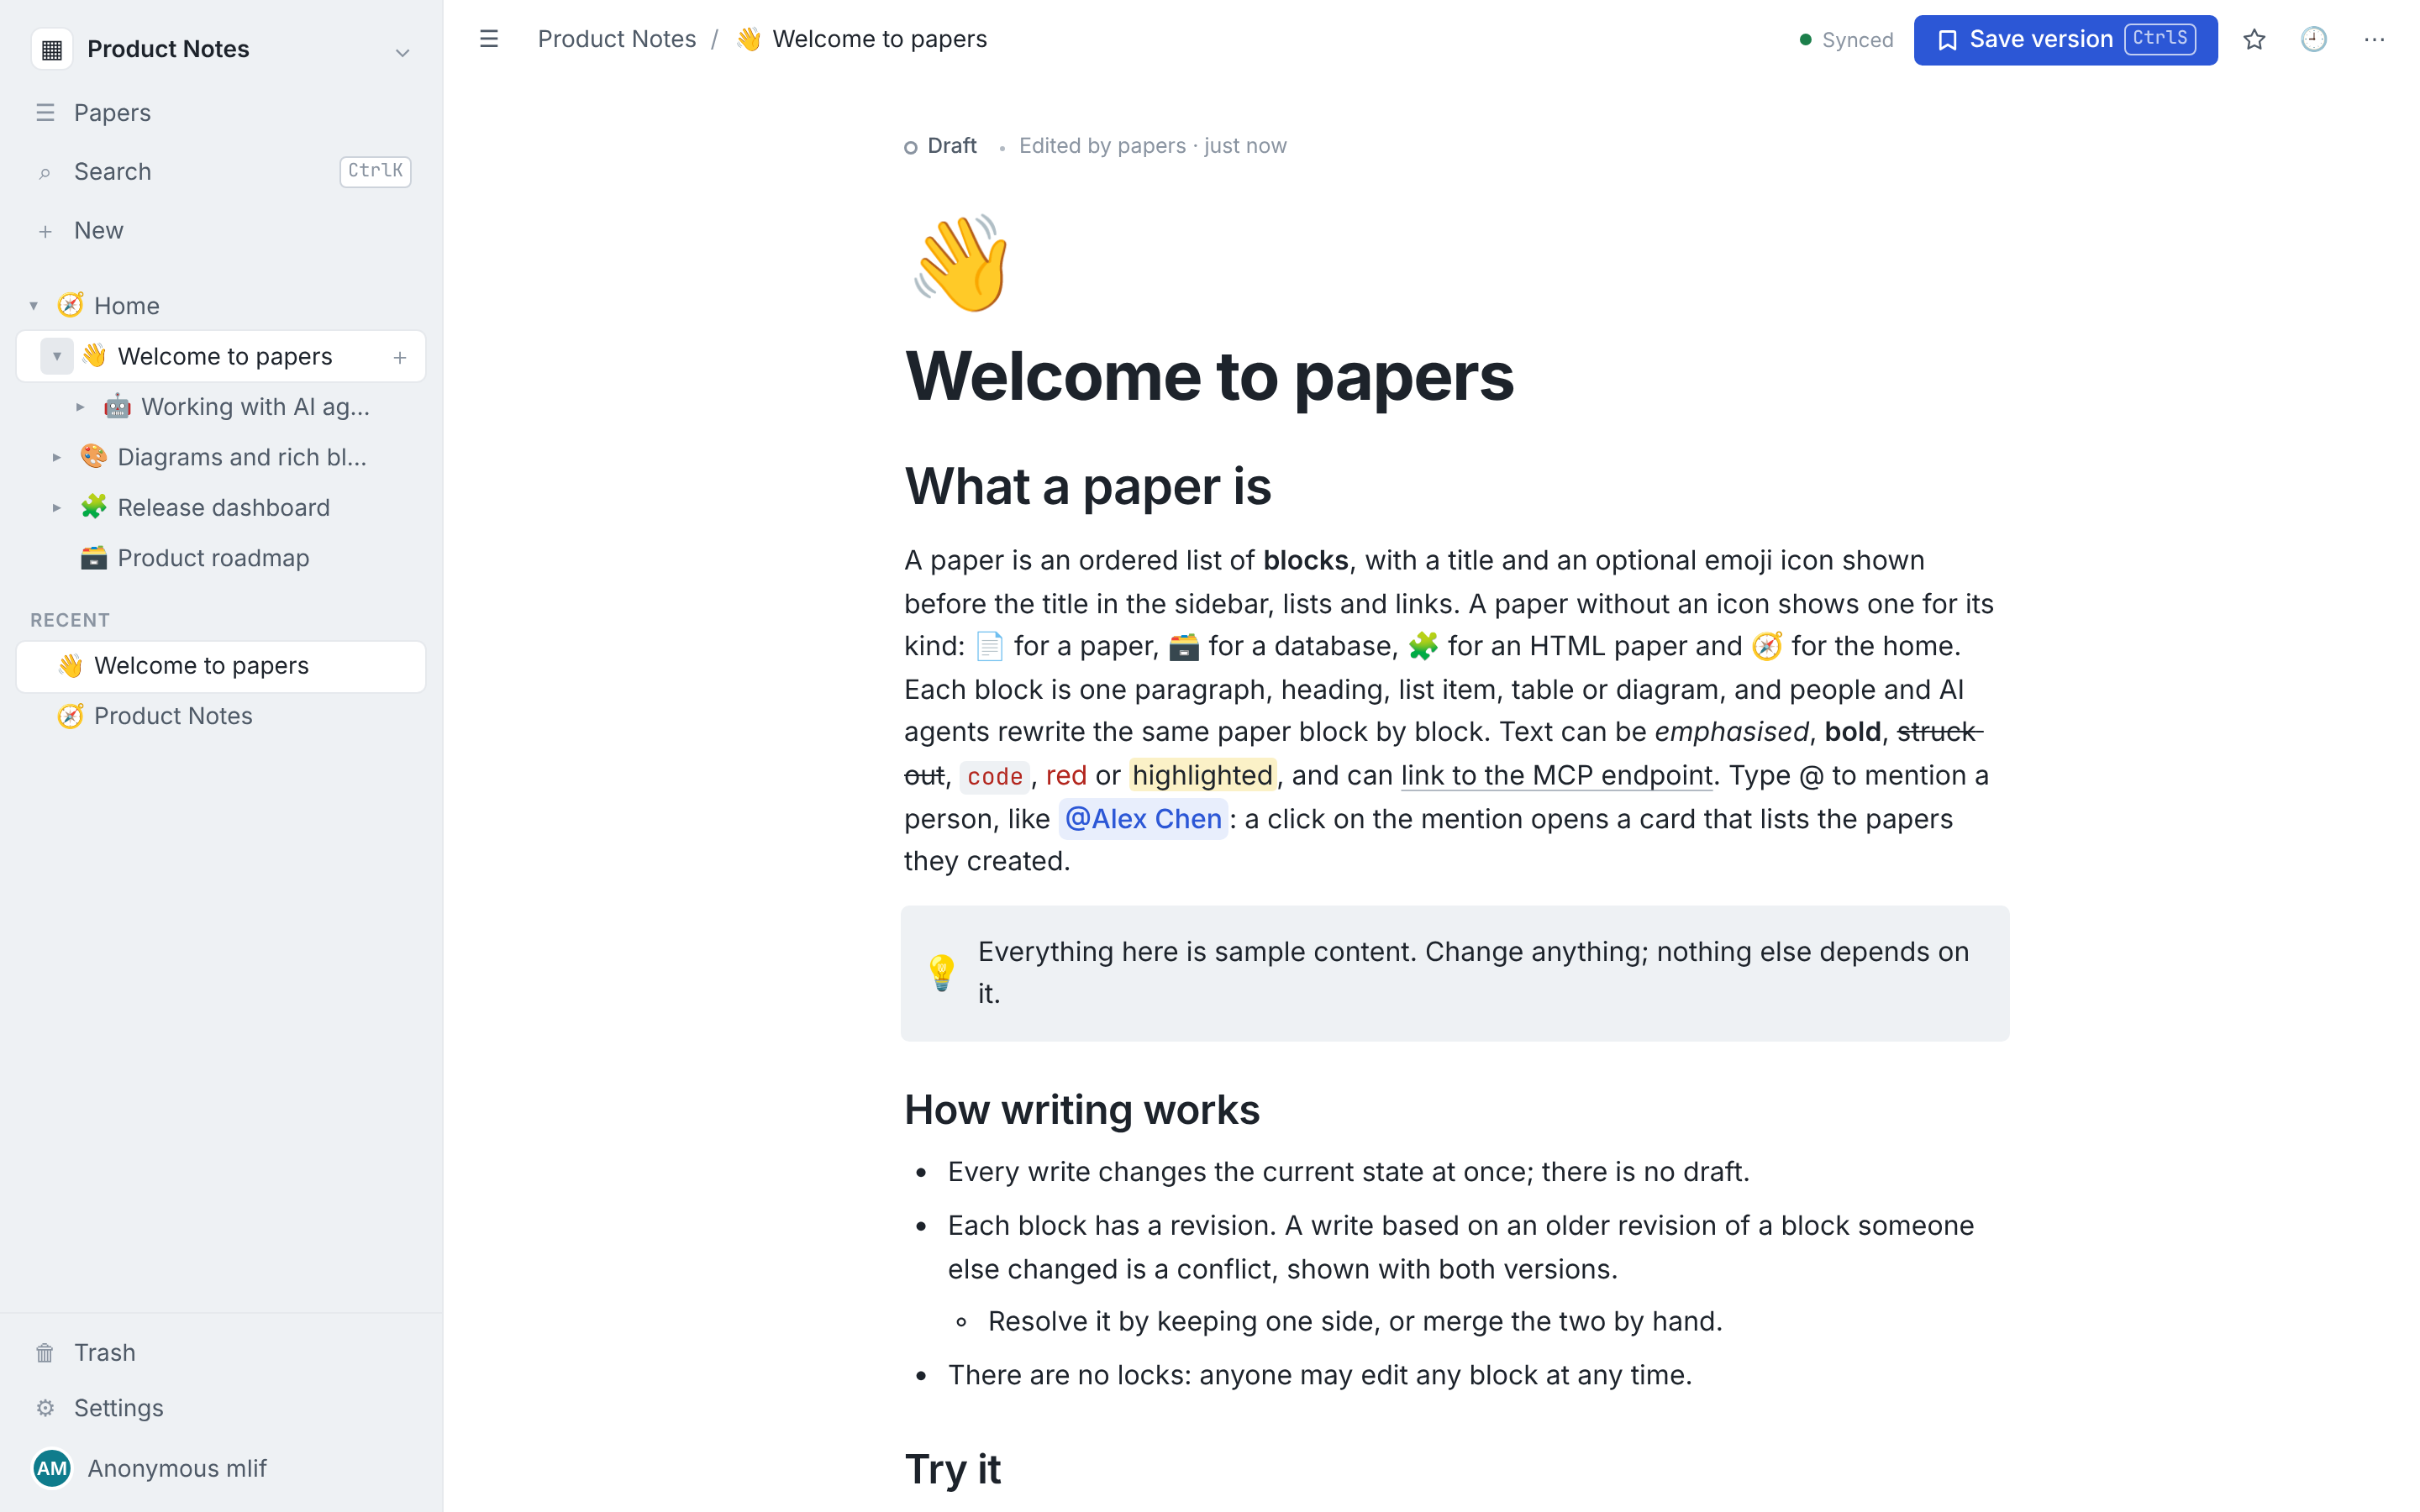 Product Notes
Papers
Search CtrlK
New
🧭 Home
👋 Welcome to papers
🤖 Working with AI ag...
🎨 Diagrams and rich bl...
🧩 Release dashboard
🗃️ Product roadmap
RECENT
👋 Welcome to papers
🧭 Product Notes
Trash
Settings
AM Anonymous mlif
Product Notes / 👋 Welcome to papers
Synced
Save version CtrlS
Draft • Edited by papers · just now
👋
Welcome to papers
What a paper is
A paper is an ordered list of blocks, with a title and an optional emoji icon shown
before the title in the sidebar, lists and links. A paper without an icon shows one for its
kind: 📄 for a paper, 🗃️ for a database, 🧩 for an HTML paper and 🧭 for the home.
Each block is one paragraph, heading, list item, table or diagram, and people and AI
agents rewrite the same paper block by block. Text can be emphasised, bold, struck
out, code, red or highlighted, and can link to the MCP endpoint. Type @ to mention a
person, like @Alex Chen: a click on the mention opens a card that lists the papers
they created.
💡 Everything here is sample content. Change anything; nothing else depends on
it.
How writing works
• Every write changes the current state at once; there is no draft.
• Each block has a revision. A write based on an older revision of a block someone
else changed is a conflict, shown with both versions.
◦ Resolve it by keeping one side, or merge the two by hand.
• There are no locks: anyone may edit any block at any time.
Try it